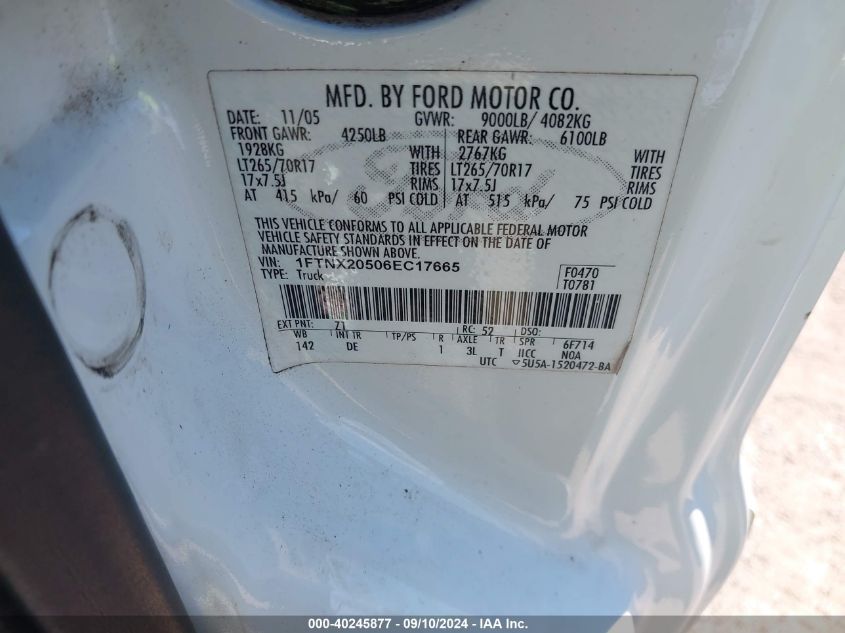 MFD. BY FORD MOTOR CO.
DATE: 11/05 GVWR: 9000LB/ 4082KG
FRONT GAWR: 4250LB REAR GAWR: 6100LB
1928KG WITH 2767KG WITH
LT265/70R17 TIRES LT265/70R17 TIRES
17x7.5J RIMS 17x7.5J RIMS
AT 415 kPa/ 60 PSI COLD AT 515 kPa/ 75 PSI COLD
THIS VEHICLE CONFORMS TO ALL APPLICABLE FEDERAL MOTOR
VEHICLE SAFETY STANDARDS IN EFFECT ON THE DATE OF
MANUFACTURE SHOWN ABOVE.
VIN: 1FTNX20506EC17665
TYPE: Truck
F0470
T0781
EXT PNT: Z1 RC: 52 DSO:
WB INT TR TP/PS R AXLE TR SPR 6F714
142 DE 1 3L T IICC NOA
UTC 5U5A-1520472-BA
Ford
000-40245877 - 09/10/2024 - IAA Inc.